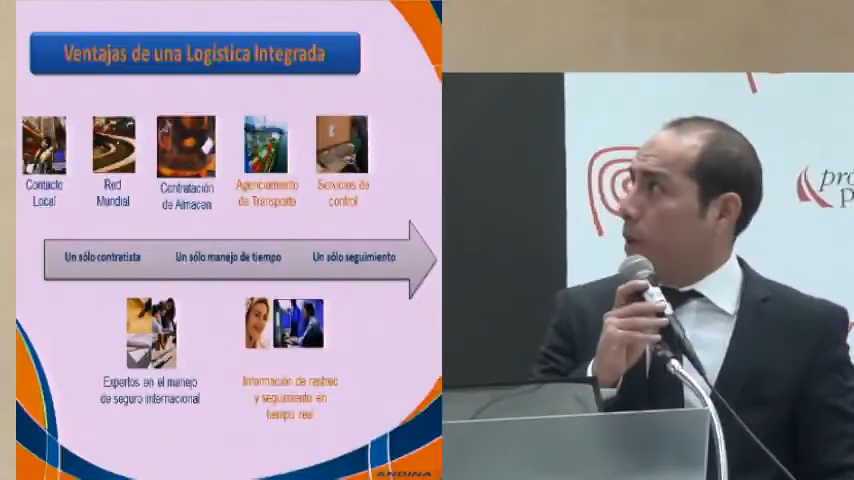 Ventajas de una Logística Integrada
Contacto
Local
Red
Mundial
Contratación
de Almacen
Agenciamiento
de Transporte
Servicios de
control
Un sólo contratista
Un sólo manejo de tiempo
Un sólo seguimiento
Expertos en el manejo
de seguro internacional
Información de rastreo
y seguimiento en
tiempo real
ANDINA
pro
p